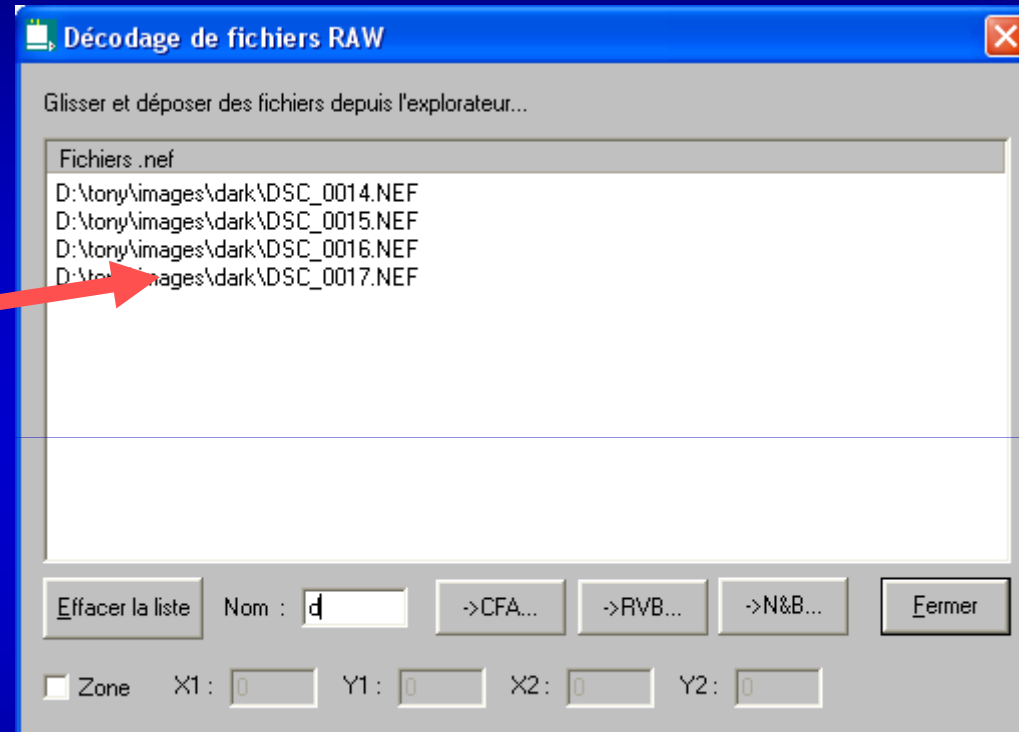 Décodage de fichiers RAW
Glisser et déposer des fichiers depuis l'explorateur...
Fichiers .nef
D:\tony\images\dark\DSC_0014.NEF
D:\tony\images\dark\DSC_0015.NEF
D:\tony\images\dark\DSC_0016.NEF
D:\tony\images\dark\DSC_0017.NEF
Effacer la liste Nom : d ->CFA... ->RVB... ->N&B... Fermer
Zone X1 : 0 Y1 : 0 X2 : 0 Y2 : 0